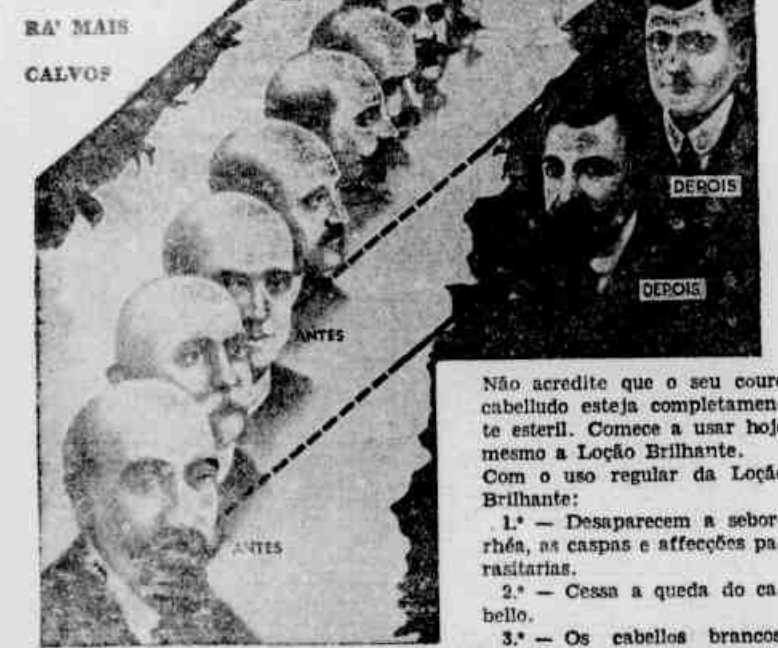 RA' MAIS
CALVOS
DEPOIS
DEPOIS
ANTES
ANTES
Não acredite que o seu couro
cabelludo esteja completamen
te esteril. Comece a usar hoje
mesmo a Loção Brilhante.
Com o uso regular da Loção
Brilhante:
1.º — Desaparecem a sebor
rhéa, as caspas e affecções pa
rasitarias.
2.º — Cessa a queda do ca
bello.
3.º — Os cabellos brancos